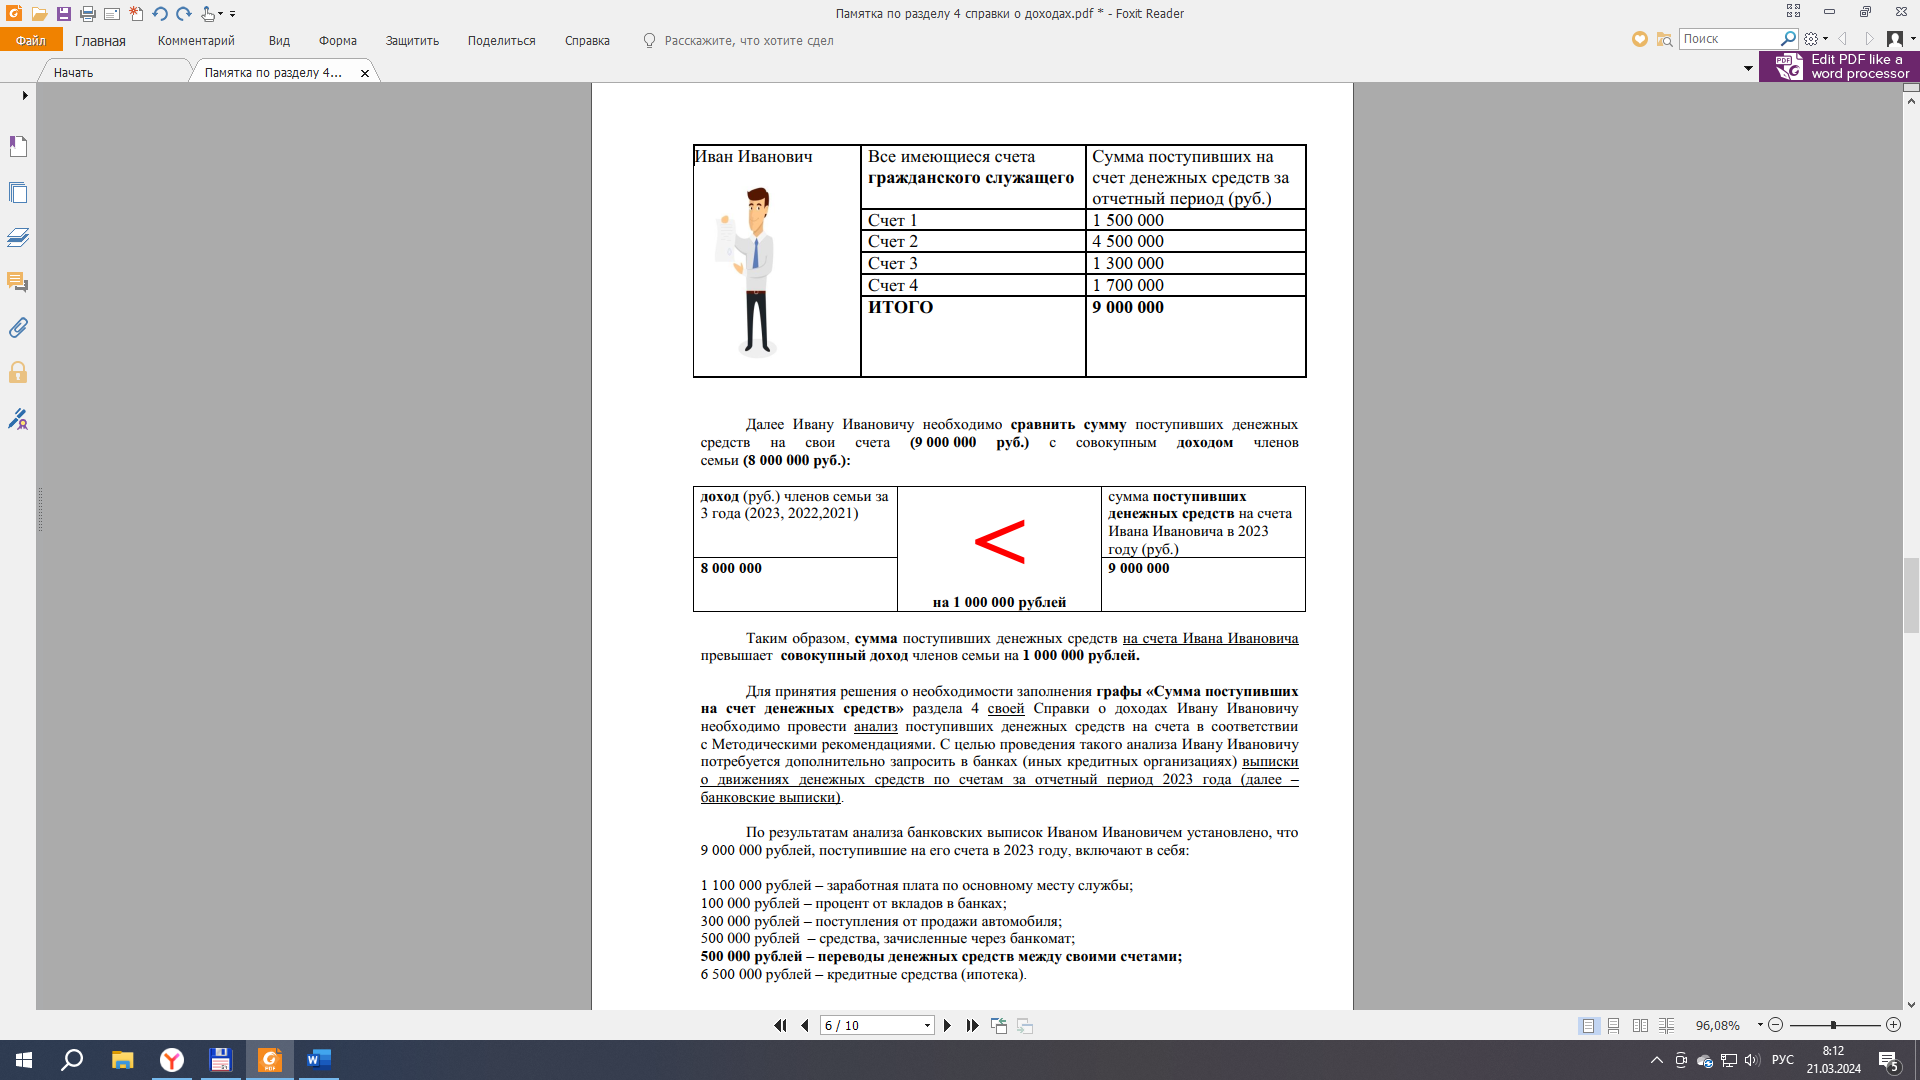 Памятка по разделу 4 справки о доходах.pdf * - Foxit Reader
Файл Главная Комментарий Вид Форма Защитить Поделиться Справка Расскажите, что хотите сдел Поиск
Начать Памятка по разделу 4...
Edit PDF like a
word processor
Иван Иванович
Все имеющиеся счета
гражданского служащего
Сумма поступивших на
счет денежных средств за
отчетный период (руб.)
Счет 1 1 500 000
Счет 2 4 500 000
Счет 3 1 300 000
Счет 4 1 700 000
ИТОГО 9 000 000
Далее Ивану Ивановичу необходимо сравнить сумму поступивших денежных
средств на свои счета (9 000 000 руб.) с совокупным доходом членов
семьи (8 000 000 руб.):
доход (руб.) членов семьи за
3 года (2023, 2022,2021)
8 000 000
<
на 1 000 000 рублей
сумма поступивших
денежных средств на счета
Ивана Ивановича в 2023
году (руб.)
9 000 000
Таким образом, сумма поступивших денежных средств на счета Ивана Ивановича
превышает совокупный доход членов семьи на 1 000 000 рублей.
Для принятия решения о необходимости заполнения графы «Сумма поступивших
на счет денежных средств» раздела 4 своей Справки о доходах Ивану Ивановичу
необходимо провести анализ поступивших денежных средств на счета в соответствии
с Методическими рекомендациями. С целью проведения такого анализа Ивану Ивановичу
потребуется дополнительно запросить в банках (иных кредитных организациях) выписки
о движениях денежных средств по счетам за отчетный период 2023 года (далее –
банковские выписки).
По результатам анализа банковских выписок Иваном Ивановичем установлено, что
9 000 000 рублей, поступившие на его счета в 2023 году, включают в себя:
1 100 000 рублей – заработная плата по основному месту службы;
100 000 рублей – процент от вкладов в банках;
300 000 рублей – поступления от продажи автомобиля;
500 000 рублей – средства, зачисленные через банкомат;
500 000 рублей – переводы денежных средств между своими счетами;
6 500 000 рублей – кредитные средства (ипотека).
6 / 10
96,08%
РУС
8:12
21.03.2024
5